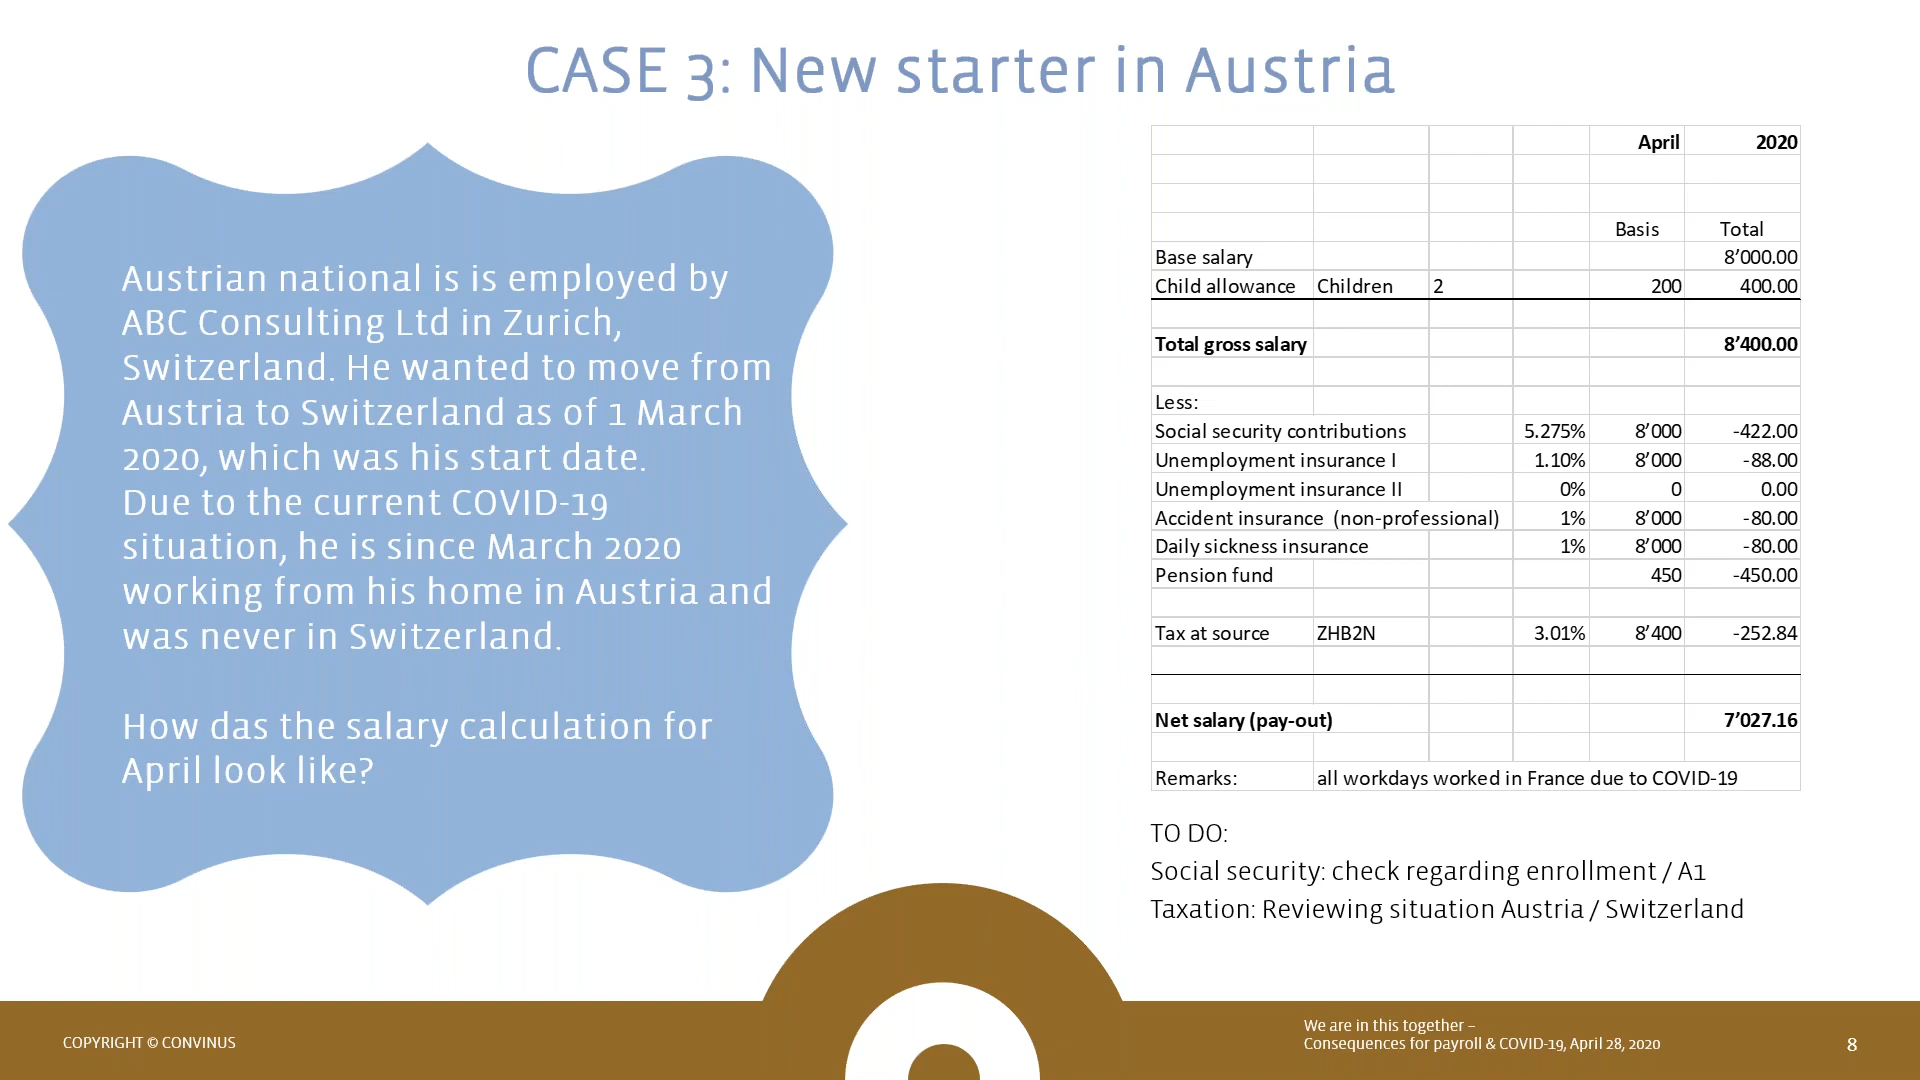 CASE 3: New starter in Austria
Austrian national is is employed by
ABC Consulting Ltd in Zurich,
Switzerland. He wanted to move from
Austria to Switzerland as of 1 March
2020, which was his start date.
Due to the current COVID-19
situation, he is since March 2020
working from his home in Austria and
was never in Switzerland.
How das the salary calculation for
April look like?
April 2020
Basis Total
Base salary 8’000.00
Child allowance Children 2 200 400.00
Total gross salary 8’400.00
Less:
Social security contributions 5.275% 8’000 -422.00
Unemployment insurance I 1.10% 8’000 -88.00
Unemployment insurance II 0% 0 0.00
Accident insurance (non-professional) 1% 8’000 -80.00
Daily sickness insurance 1% 8’000 -80.00
Pension fund 450 -450.00
Tax at source ZHB2N 3.01% 8’400 -252.84
Net salary (pay-out) 7’027.16
Remarks: all workdays worked in France due to COVID-19
TO DO:
Social security: check regarding enrollment / A1
Taxation: Reviewing situation Austria / Switzerland
COPYRIGHT © CONVINUS
We are in this together –
Consequences for payroll & COVID-19, April 28, 2020
8